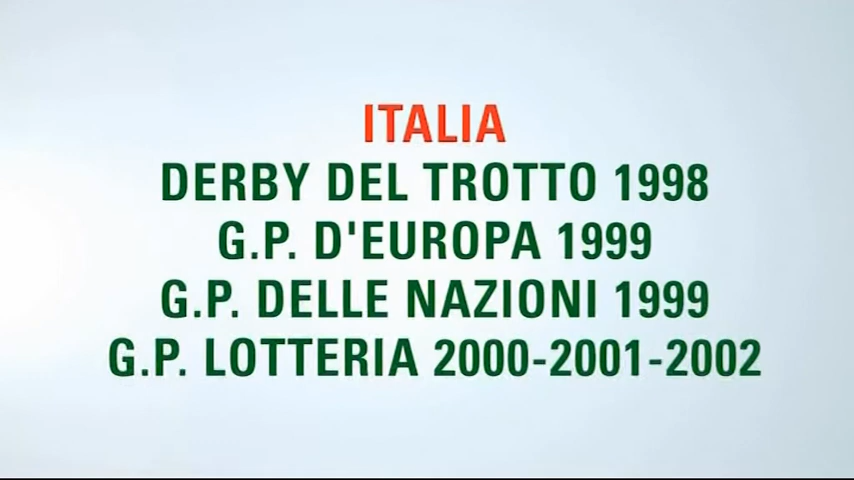 ITALIA
DERBY DEL TROTTO 1998
G.P. D'EUROPA 1999
G.P. DELLE NAZIONI 1999
G.P. LOTTERIA 2000-2001-2002